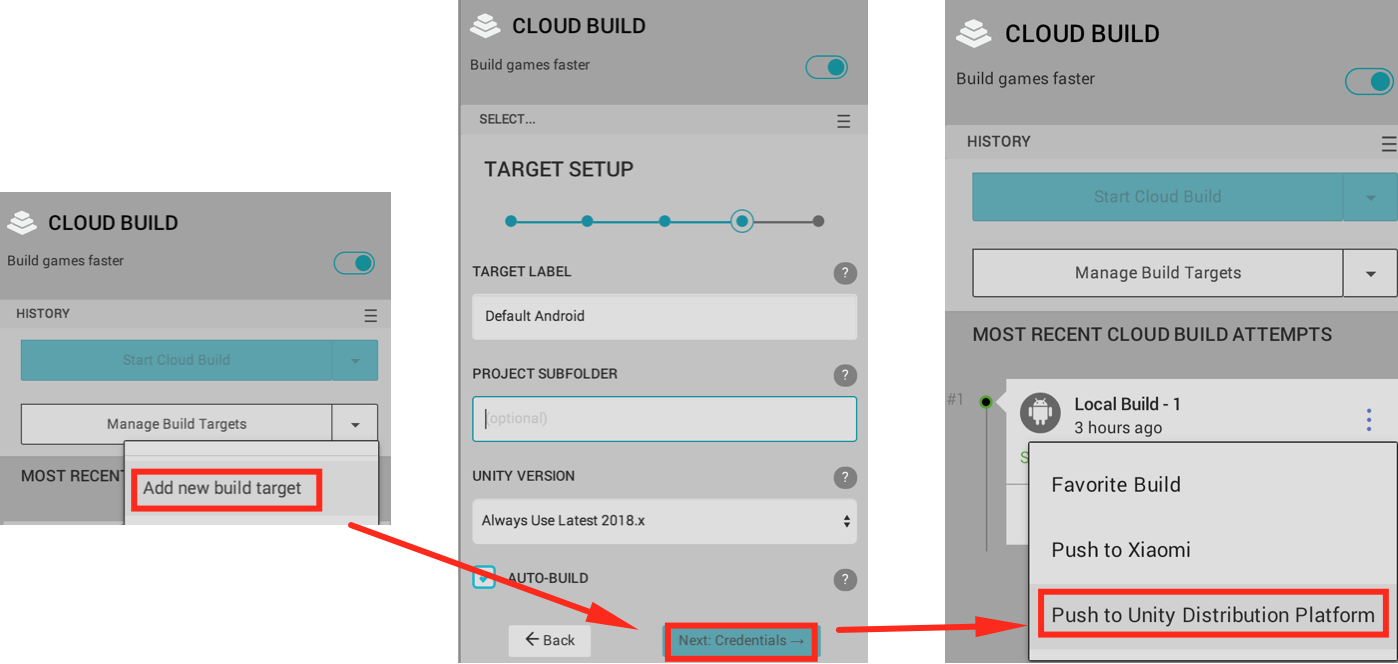 CLOUD BUILD
Build games faster
HISTORY
Start Cloud Build
Manage Build Targets
MOST RECENT
Add new build target
CLOUD BUILD
Build games faster
SELECT...
TARGET SETUP
TARGET LABEL
?
Default Android
PROJECT SUBFOLDER
?
(optional)
UNITY VERSION
?
Always Use Latest 2018.x
AUTO-BUILD
?
← Back
Next: Credentials →
CLOUD BUILD
Build games faster
HISTORY
Start Cloud Build
Manage Build Targets
MOST RECENT CLOUD BUILD ATTEMPTS
#1
Local Build - 1
3 hours ago
S
Favorite Build
Push to Xiaomi
Push to Unity Distribution Platform